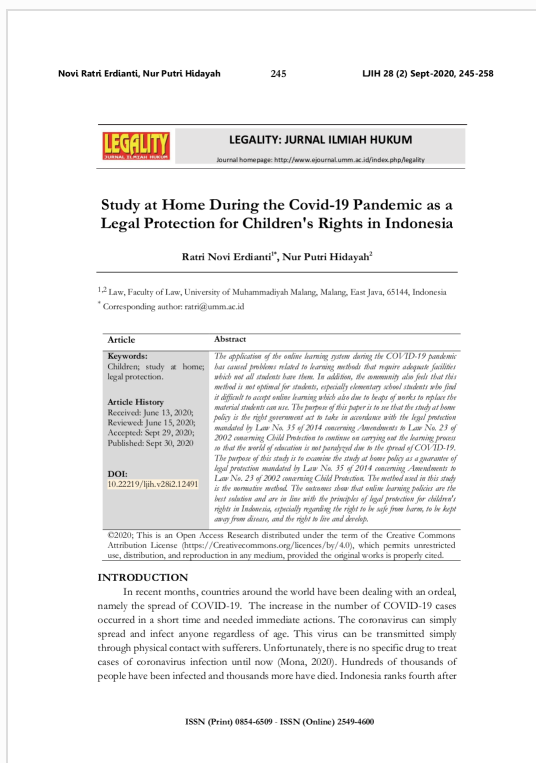 Novi Ratri Erdianti, Nur Putri Hidayah 245 LJIH 28 (2) Sept-2020, 245-258
LEGALITY
JURNAL ILMIAH HUKUM
LEGALITY: JURNAL ILMIAH HUKUM
Journal homepage: http://www.ejournal.umm.ac.id/index.php/legality
Study at Home During the Covid-19 Pandemic as a
Legal Protection for Children's Rights in Indonesia
Ratri Novi Erdianti1*, Nur Putri Hidayah2
1,2 Law, Faculty of Law, University of Muhammadiyah Malang, Malang, East Java, 65144, Indonesia
* Corresponding author: ratri@umm.ac.id
Article
Keywords:
Children; study at home;
legal protection.
Article History
Received: June 13, 2020;
Reviewed: June 15, 2020;
Accepted: Sept 29, 2020;
Published: Sept 30, 2020
DOI:
10.22219/ljih.v28i2.12491
Abstract
The application of the online learning system during the COVID-19 pandemic
has caused problems related to learning methods that require adequate facilities
which not all students have them. In addition, the community also feels that this
method is not optimal for students, especially elementary school students who find
it difficult to accept online learning which also due to heaps of works to replace the
material students can use. The purpose of this paper is to see that the study at home
policy is the right government act to take in accordance with the legal protection
mandated by Law No. 35 of 2014 concerning Amendments to Law No. 23 of
2002 concerning Child Protection to continue on carrying out the learning process
so that the world of education is not paralyzed due to the spread of COVID-19.
The purpose of this study is to examine the study at home policy as a guarantee of
legal protection mandated by Law No. 35 of 2014 concerning Amendments to
Law No. 23 of 2002 concerning Child Protection. The method used in this study
is the normative method. The outcomes show that online learning policies are the
best solution and are in line with the principles of legal protection for children's
rights in Indonesia, especially regarding the right to be safe from harm, to be kept
away from disease, and the right to live and develop.
©2020; This is an Open Access Research distributed under the term of the Creative Commons
Attribution License (https://Creativecommons.org/licences/by/4.0), which permits unrestricted
use, distribution, and reproduction in any medium, provided the original works is properly cited.
INTRODUCTION
In recent months, countries around the world have been dealing with an ordeal,
namely the spread of COVID-19. The increase in the number of COVID-19 cases
occurred in a short time and needed immediate actions. The coronavirus can simply
spread and infect anyone regardless of age. This virus can be transmitted simply
through physical contact with sufferers. Unfortunately, there is no specific drug to treat
cases of coronavirus infection until now (Mona, 2020). Hundreds of thousands of
people have been infected and thousands more have died. Indonesia ranks fourth after
ISSN (Print) 0854-6509 - ISSN (Online) 2549-4600